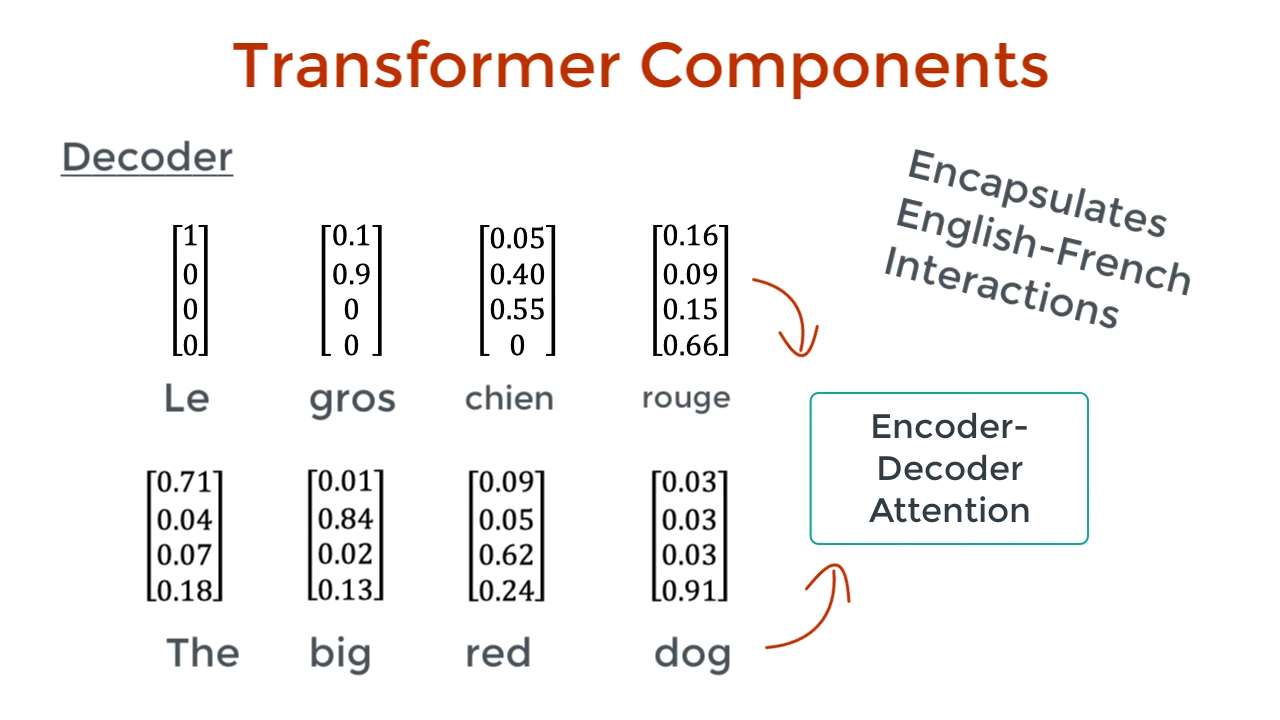 Transformer Components
Decoder
Encapsulates
English-French
Interactions
1 0.1 0.05 0.16
0 0.9 0.40 0.09
0 0 0.55 0.15
0 0 0 0.66
Le gros chien rouge
Encoder-
Decoder
Attention
0.71 0.01 0.09 0.03
0.04 0.84 0.05 0.03
0.07 0.02 0.62 0.03
0.18 0.13 0.24 0.91
The big red dog